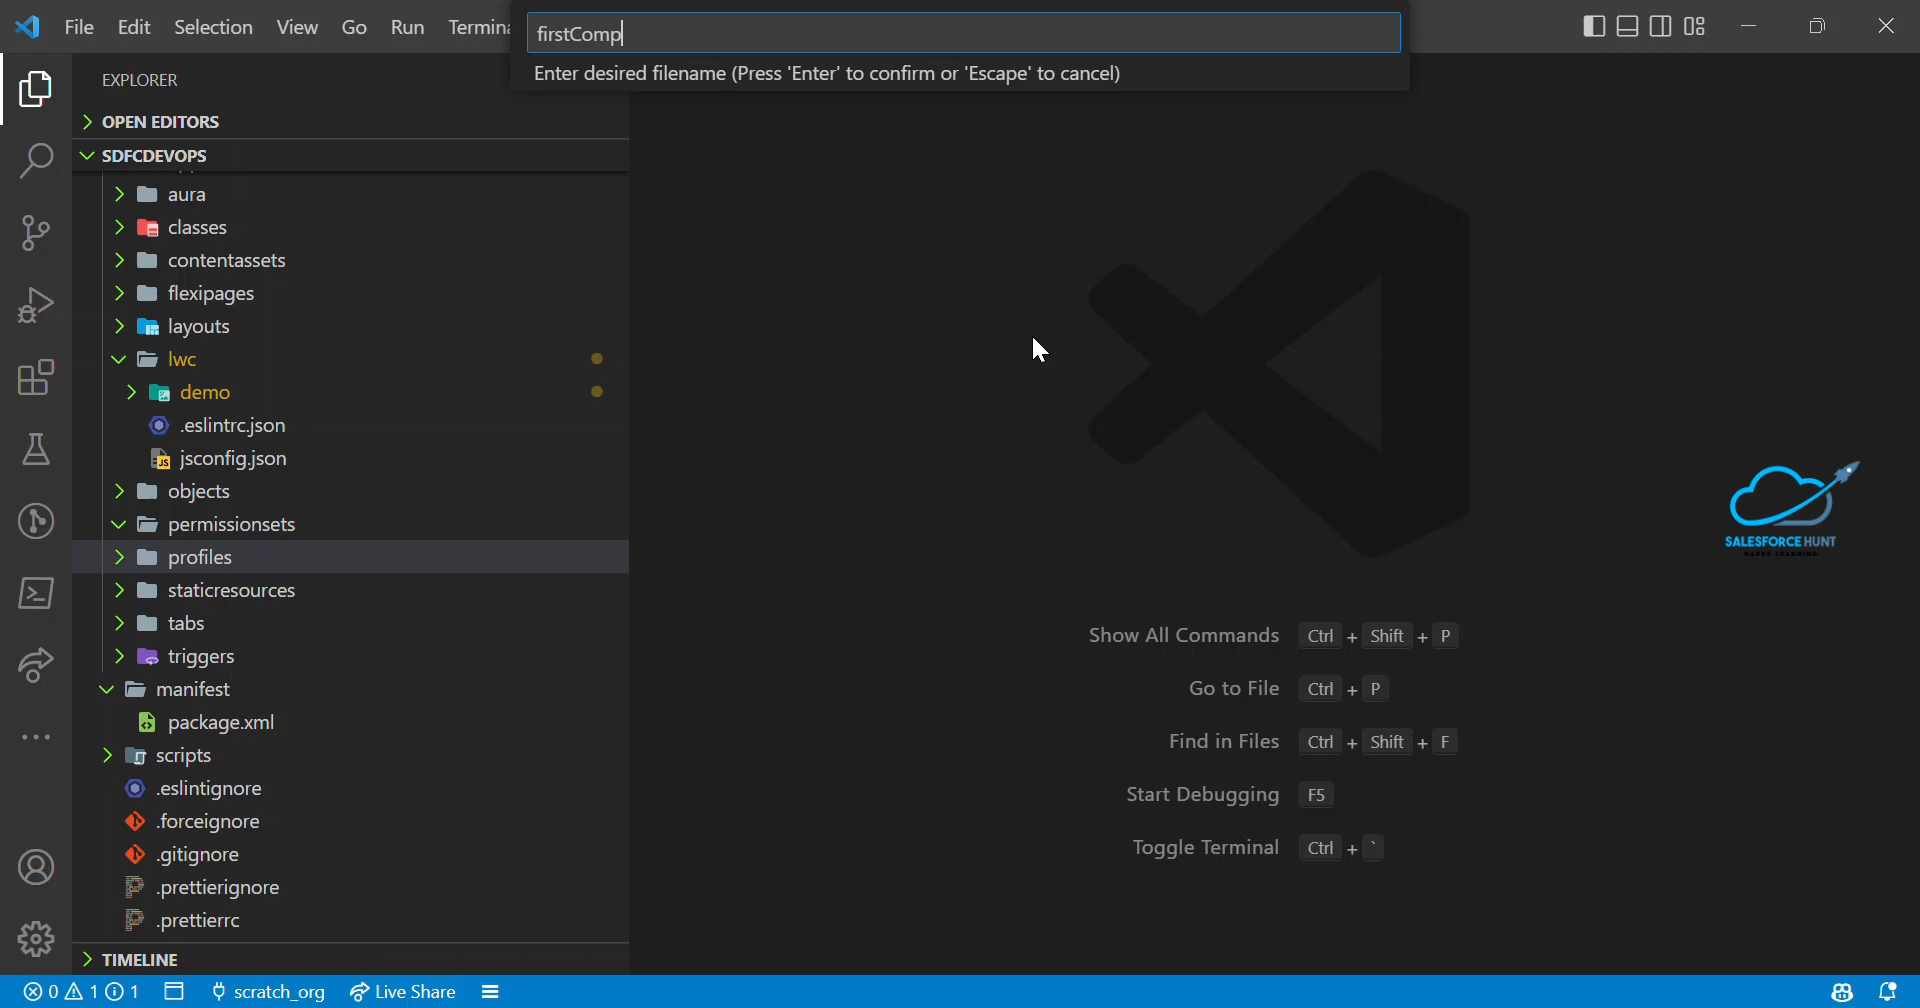 File Edit Selection View Go Run Termina
firstComp
Enter desired filename (Press 'Enter' to confirm or 'Escape' to cancel)
EXPLORER
OPEN EDITORS
SDFCDEVOPS
aura
classes
contentassets
flexipages
layouts
lwc
demo
.eslintrc.json
jsconfig.json
objects
permissionsets
profiles
staticresources
tabs
triggers
manifest
package.xml
scripts
.eslintignore
.forceignore
.gitignore
.prettierignore
.prettierrc
TIMELINE
SALESFORCE HUNT
HAPPY LEARNING
Show All Commands Ctrl + Shift + P
Go to File Ctrl + P
Find in Files Ctrl + Shift + F
Start Debugging F5
Toggle Terminal Ctrl + `
0 1 1 scratch_org Live Share